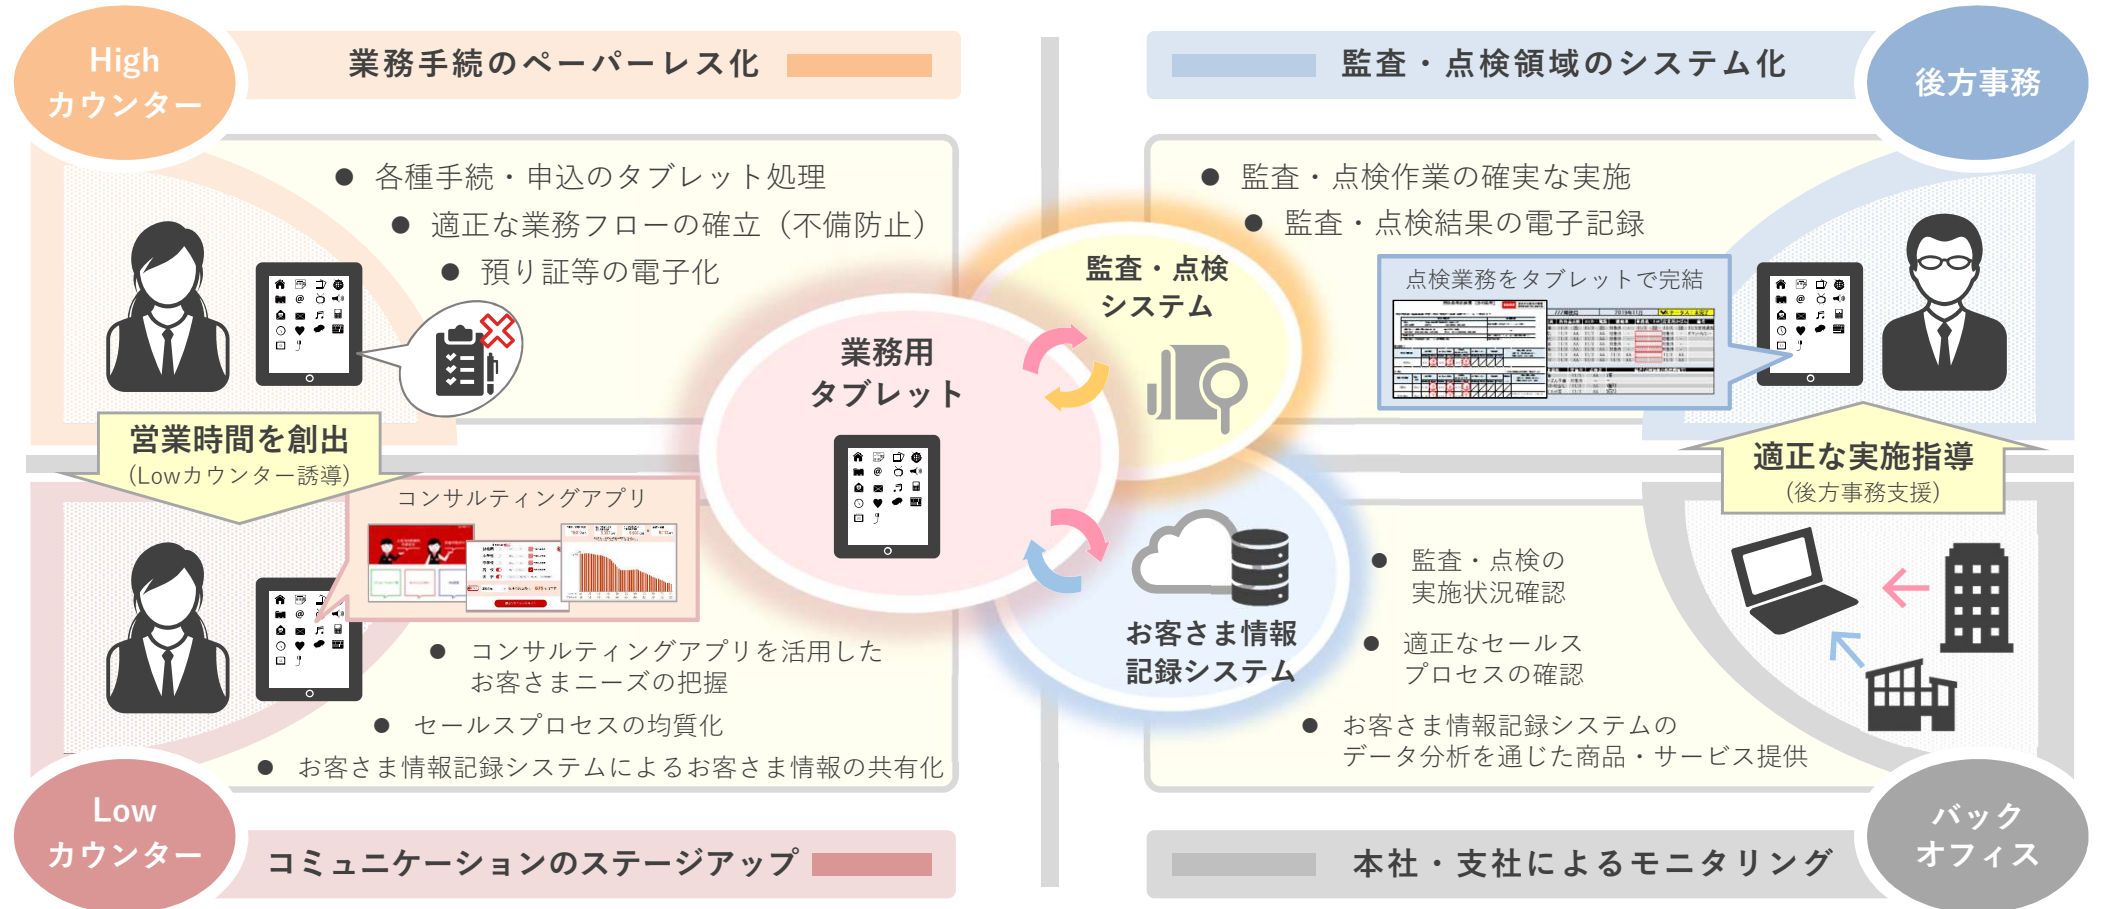 High
カウンター
業務手続のペーパーレス化
● 各種手続・申込のタブレット処理
● 適正な業務フローの確立（不備防止）
● 預り証等の電子化
監査・点検領域のシステム化
後方事務
● 監査・点検作業の確実な実施
● 監査・点検結果の電子記録
点検業務をタブレットで完結
監査・点検
システム
業務用
タブレット
お客さま情報
記録システム
営業時間を創出
(Lowカウンター誘導)
適正な実施指導
(後方事務支援)
コンサルティングアプリ
● コンサルティングアプリを活用した
お客さまニーズの把握
● セールスプロセスの均質化
● お客さま情報記録システムによるお客さま情報の共有化
Low
カウンター
コミュニケーションのステージアップ
● 監査・点検の
実施状況確認
● 適正なセールス
プロセスの確認
● お客さま情報記録システムの
データ分析を通じた商品・サービス提供
本社・支社によるモニタリング
バック
オフィス